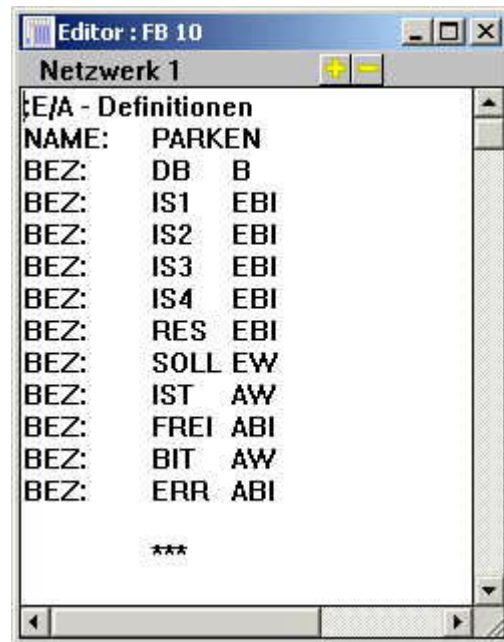 Editor : FB 10
Netzwerk 1
;E/A - Definitionen
NAME: PARKEN
BEZ: DB B
BEZ: IS1 EBI
BEZ: IS2 EBI
BEZ: IS3 EBI
BEZ: IS4 EBI
BEZ: RES EBI
BEZ: SOLL EW
BEZ: IST AW
BEZ: FREI ABI
BEZ: BIT AW
BEZ: ERR ABI
***